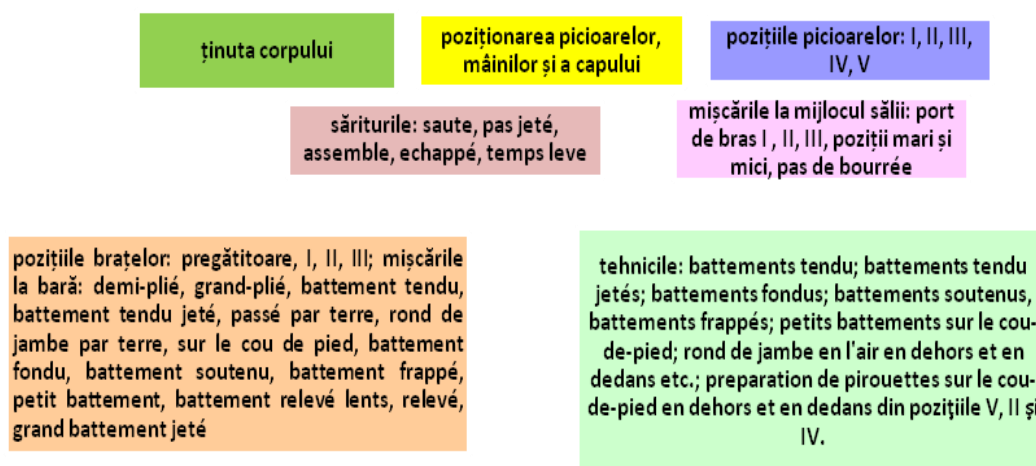 ținuta corpului
poziționarea picioarelor,
mâinilor și a capului
pozițiile picioarelor: I, II, III,
IV, V
săriturile: saute, pas jeté,
assemble, echappé, temps leve
mișcările la mijlocul sălii: port
de bras I , II, III, poziții mari și
mici, pas de bourrée
pozițiile brațelor: pregătitoare, I, II, III; mișcările
la bară: demi-plié, grand-plié, battement tendu,
battement tendu jeté, passé par terre, rond de
jambe par terre, sur le cou de pied, battement
fondu, battement soutenu, battement frappé,
petit battement, battement relevé lents, relevé,
grand battement jeté
tehnicile: battements tendu; battements tendu
jetés; battements fondus; battements soutenus,
battements frappés; petits battements sur le cou-
de-pied; rond de jambe en l'air en dehors et en
dedans etc.; preparation de pirouettes sur le cou-
de-pied en dehors et en dedans din poziţiile V, II şi
IV.